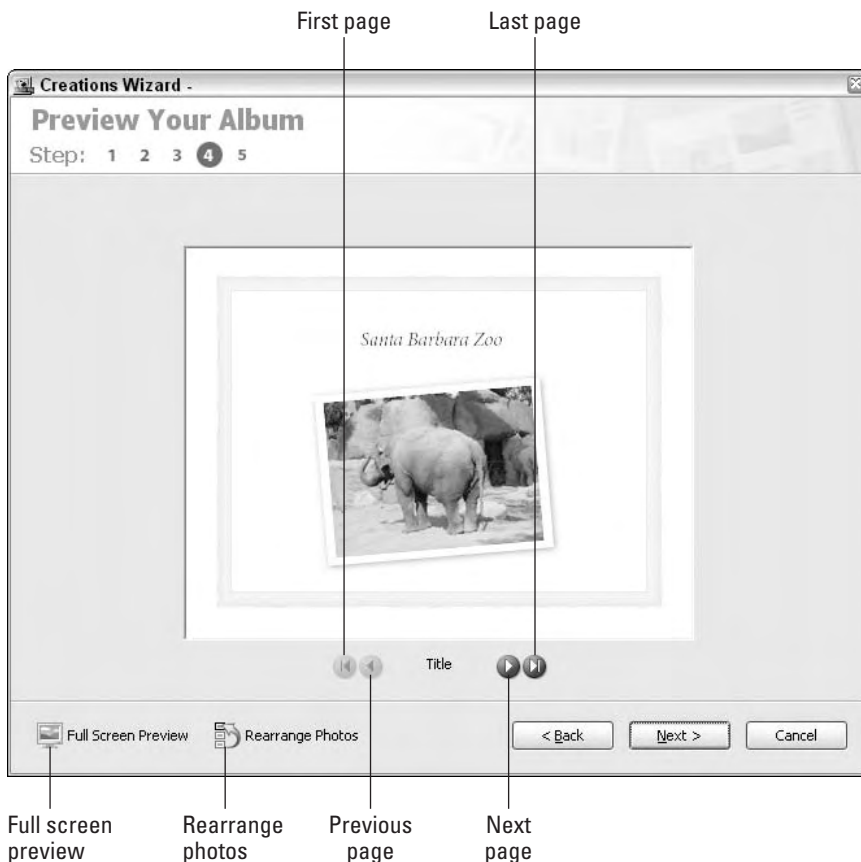 First page Last page
Creations Wizard -
Preview Your Album
Step: 1 2 3 4 5
Santa Barbara Zoo
Title
Full Screen Preview Rearrange Photos < Back Next > Cancel
Full screen Rearrange Previous Next
preview photos page page